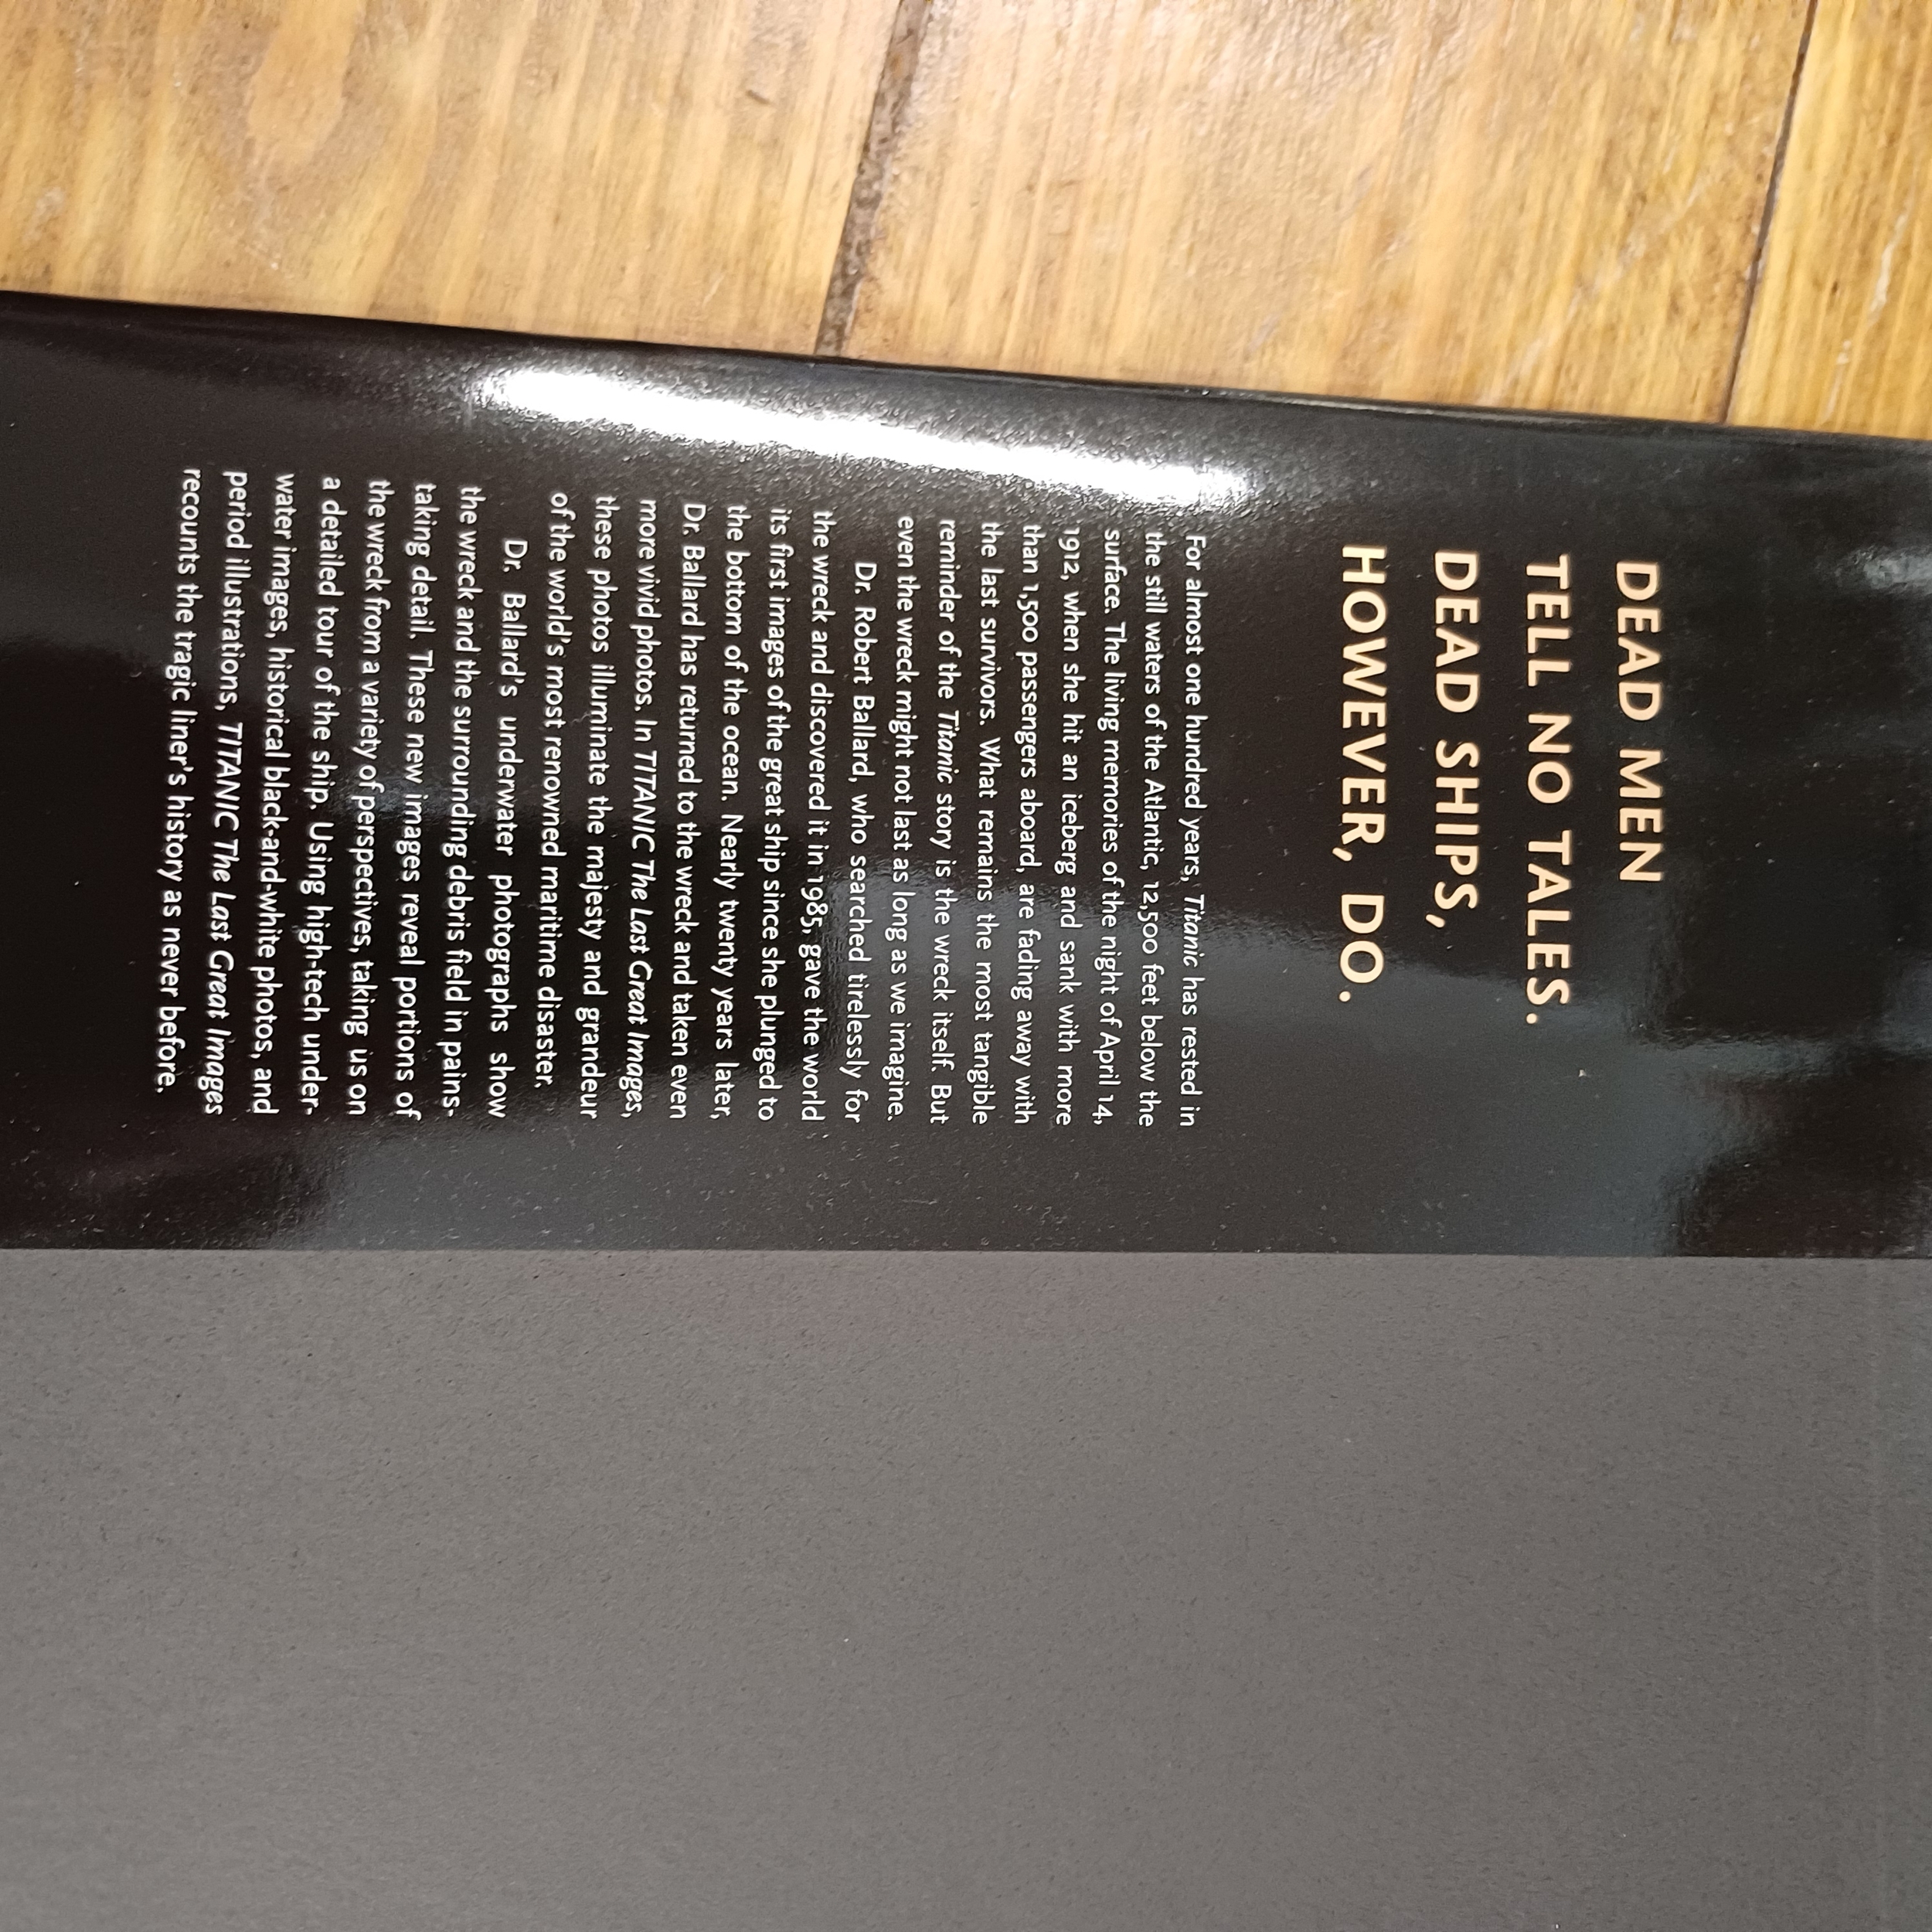 DEAD MEN
TELL NO TALES.
DEAD SHIPS,
HOWEVER, DO.
For almost one hundred years, Titanic has rested in
the still waters of the Atlantic, 12,500 feet below the
surface. The living memories of the night of April 14,
1912, when she hit an iceberg and sank with more
than 1,500 passengers aboard, are fading away with
the last survivors. What remains the most tangible
reminder of the Titanic story is the wreck itself. But
even the wreck might not last as long as we imagine.
Dr. Robert Ballard, who searched tirelessly for
the wreck and discovered it in 1985, gave the world
its first images of the great ship since she plunged to
the bottom of the ocean. Nearly twenty years later,
Dr. Ballard has returned to the wreck and taken even
more vivid photos. In TITANIC The Last Great Images,
these photos illuminate the majesty and grandeur
of the world's most renowned maritime disaster.
Dr. Ballard's underwater photographs show
the wreck and the surrounding debris field in pains-
taking detail. These new images reveal portions of
the wreck from a variety of perspectives, taking us on
a detailed tour of the ship. Using high-tech under-
water images, historical black-and-white photos, and
period illustrations, TITANIC The Last Great Images
recounts the tragic liner's history as never before.